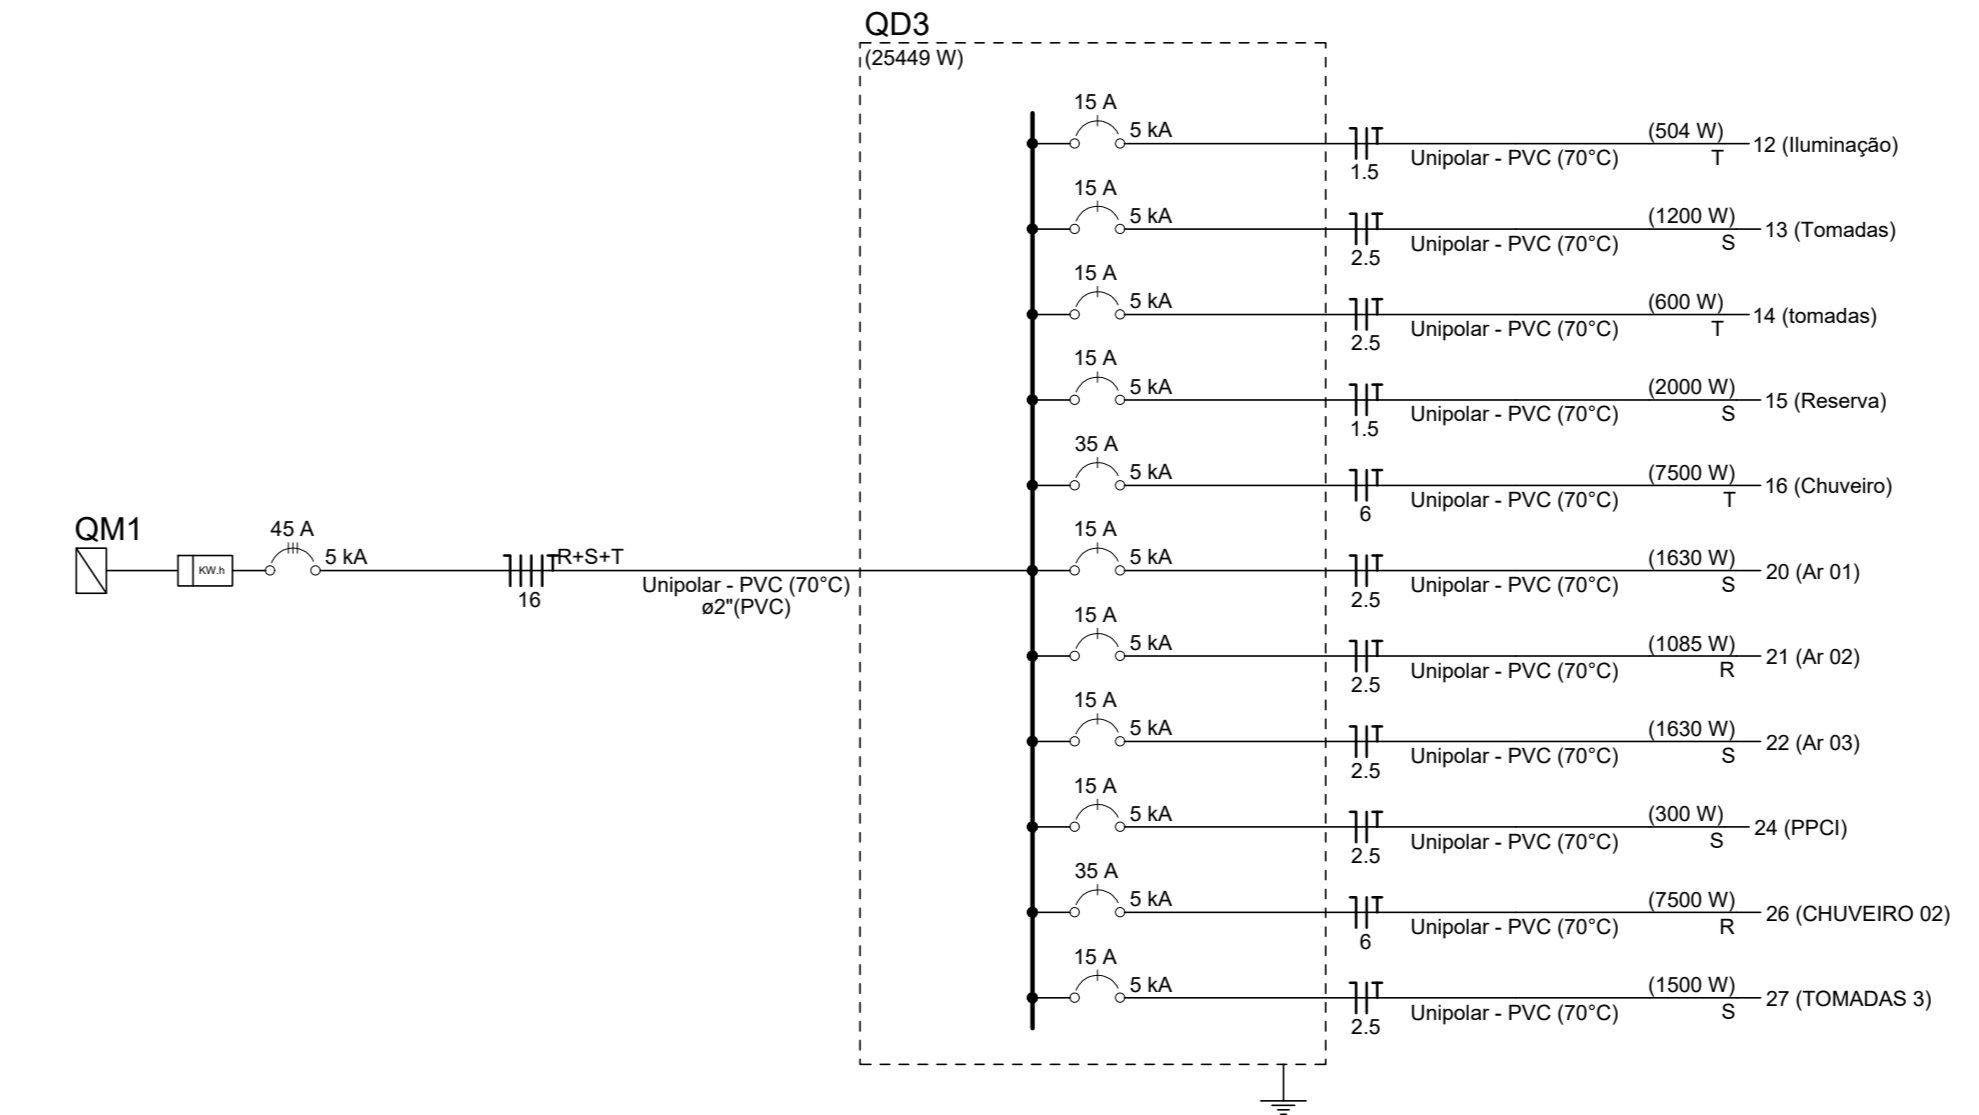 QD3
(25449 W)
15 A
5 kA
1.5
Unipolar - PVC (70°C)
(504 W)
T
12 (Iluminação)
15 A
5 kA
2.5
Unipolar - PVC (70°C)
(1200 W)
S
13 (Tomadas)
15 A
5 kA
2.5
Unipolar - PVC (70°C)
(600 W)
T
14 (tomadas)
15 A
5 kA
1.5
Unipolar - PVC (70°C)
(2000 W)
S
15 (Reserva)
35 A
5 kA
6
Unipolar - PVC (70°C)
(7500 W)
T
16 (Chuveiro)
QM1
KW.h
45 A
5 kA
16
R+S+T
Unipolar - PVC (70°C)
ø2"(PVC)
15 A
5 kA
2.5
Unipolar - PVC (70°C)
(1630 W)
S
20 (Ar 01)
15 A
5 kA
2.5
Unipolar - PVC (70°C)
(1085 W)
R
21 (Ar 02)
15 A
5 kA
2.5
Unipolar - PVC (70°C)
(1630 W)
S
22 (Ar 03)
15 A
5 kA
2.5
Unipolar - PVC (70°C)
(300 W)
S
24 (PPCI)
35 A
5 kA
6
Unipolar - PVC (70°C)
(7500 W)
R
26 (CHUVEIRO 02)
15 A
5 kA
2.5
Unipolar - PVC (70°C)
(1500 W)
S
27 (TOMADAS 3)